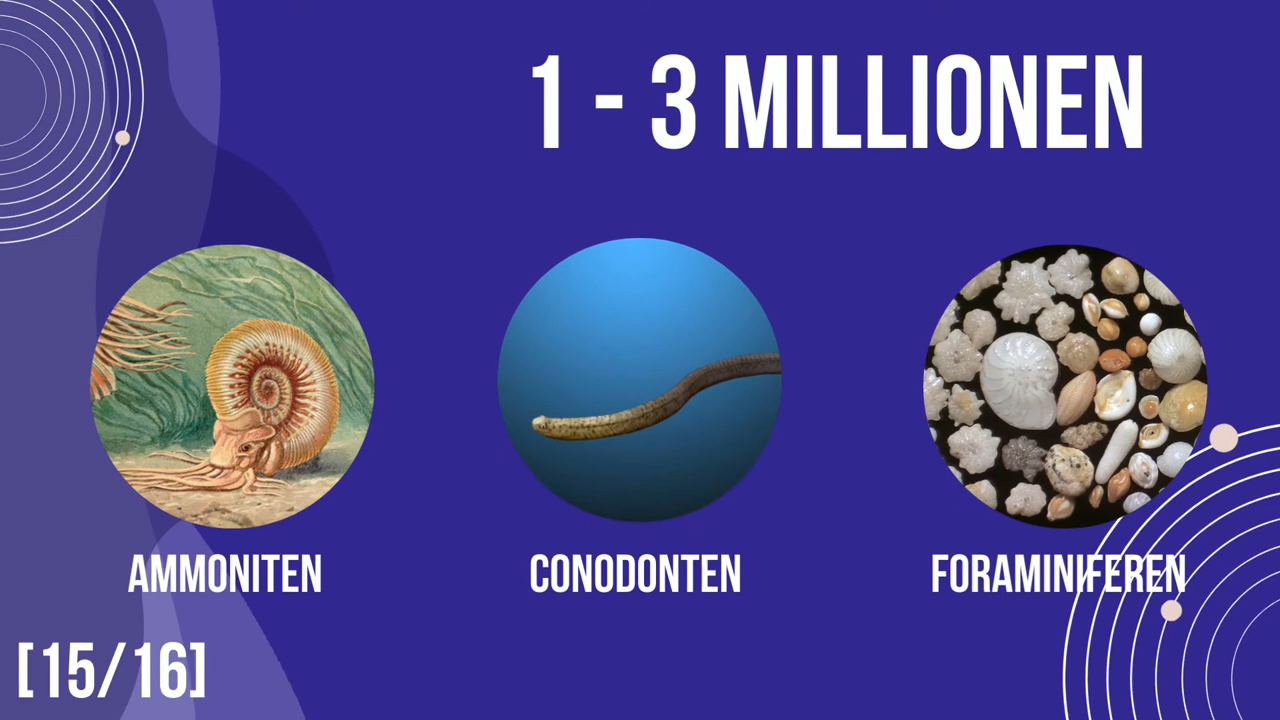 1 - 3 MILLIONEN
AMMONITEN
CONODONTEN
FORAMINIFEREN
[15/16]